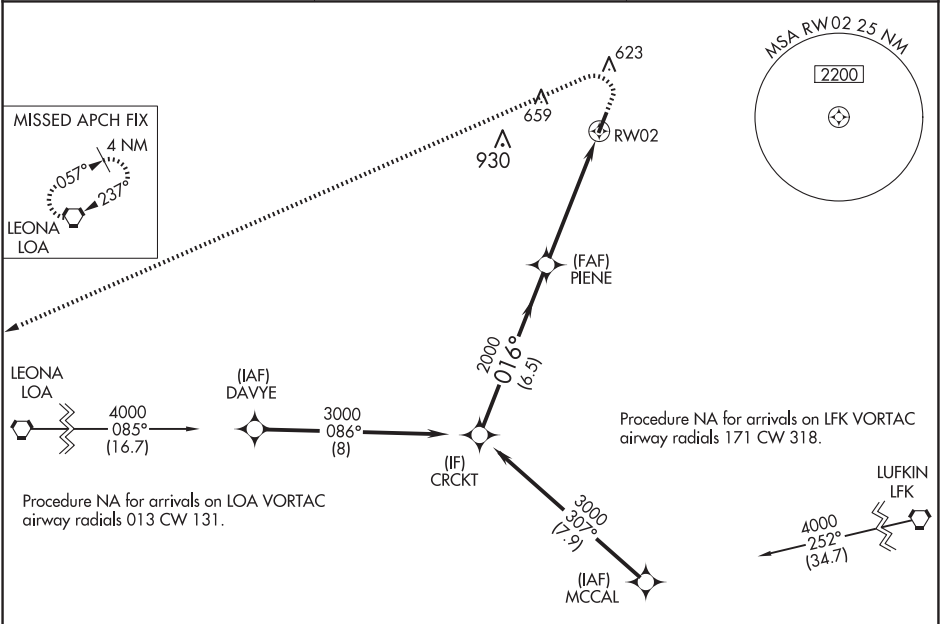 MSA RW02 25 NM
2200
623
659
930
RW02
MISSED APCH FIX
4 NM
057°
237°
LEONA
LOA
(FAF)
PIENE
2000
016°
(6.5)
LEONA
LOA
4000
085°
(16.7)
(IAF)
DAVYE
3000
086°
(8)
(IF)
CRCKT
Procedure NA for arrivals on LFK VORTAC
airway radials 171 CW 318.
Procedure NA for arrivals on LOA VORTAC
airway radials 013 CW 131.
LUFKIN
LFK
4000
252°
(34.7)
3000
307°
(7.9)
(IAF)
MCCAL